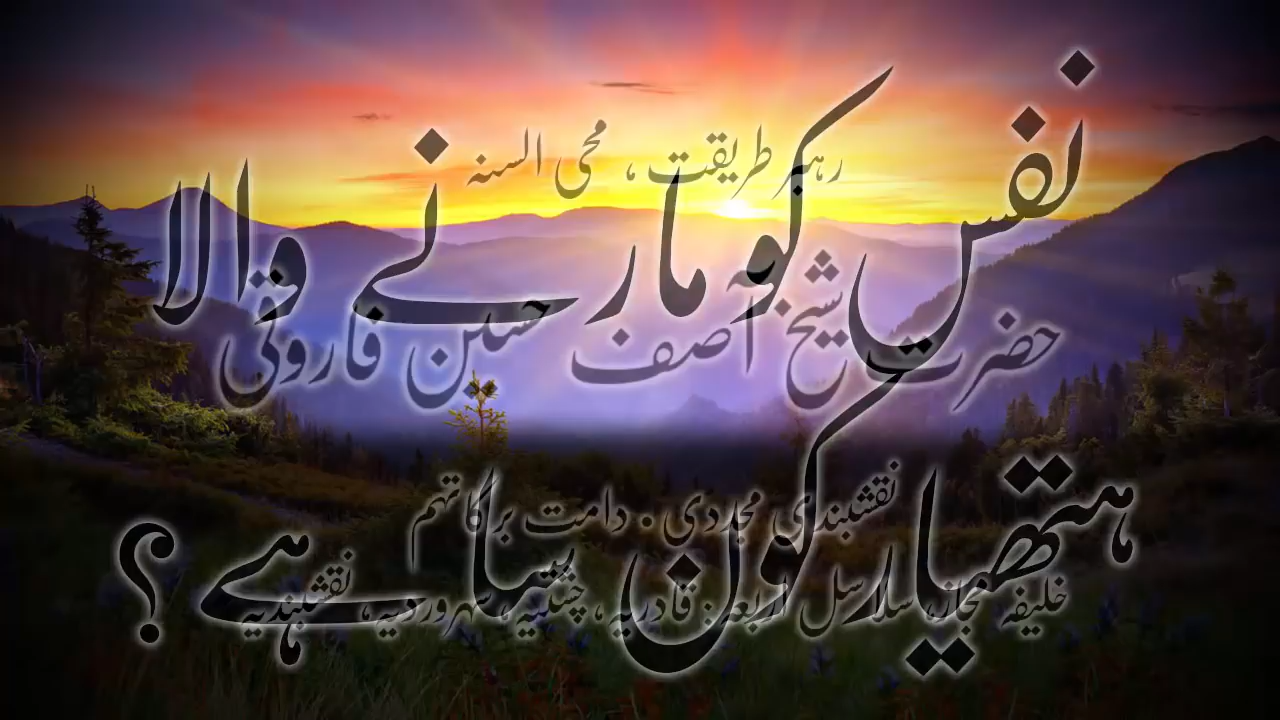 نفس کو مارنے والا
ہتھیار کون سا ہے؟
رہبر طریقت، محی السنہ
حضرت شیخ آصف حسین فاروقی
نقشبندی مجددی . دامت برکاتہم
خلیفہ مجاز، سلاسل اربعہ: قادریہ، چشتیہ، سہروردیہ، نقشبندیہ